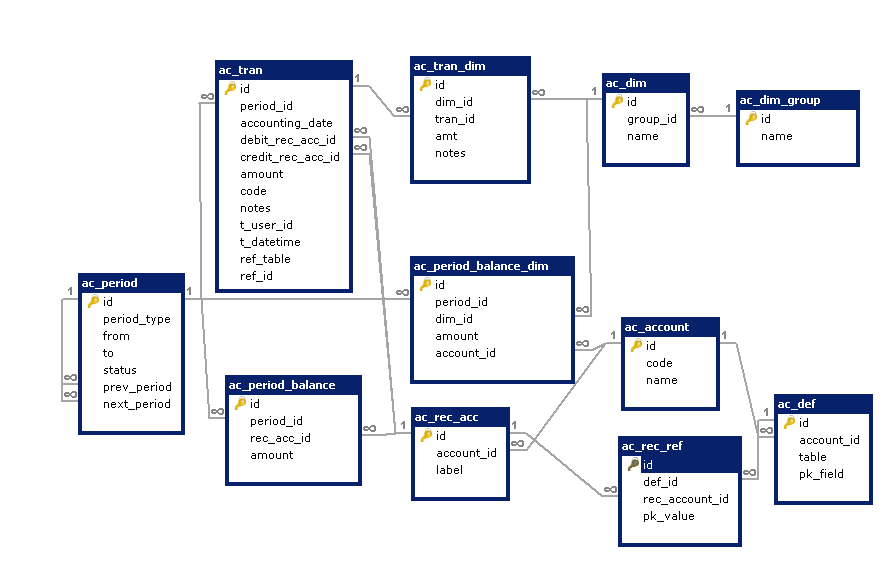 ac_tran
id
period_id
accounting_date
debit_rec_acc_id
credit_rec_acc_id
amount
code
notes
t_user_id
t_datetime
ref_table
ref_id
ac_tran_dim
id
dim_id
tran_id
amt
notes
ac_dim
id
group_id
name
ac_dim_group
id
name
ac_period
id
period_type
from
to
status
prev_period
next_period
ac_period_balance_dim
id
period_id
dim_id
amount
account_id
ac_account
id
code
name
ac_period_balance
id
period_id
rec_acc_id
amount
ac_rec_acc
id
account_id
label
ac_rec_ref
id
def_id
rec_account_id
pk_value
ac_def
id
account_id
table
pk_field
1
∞
∞
∞
∞
∞
1
∞
1
1
∞
∞
1
∞
∞
∞
∞
∞
1
∞
1
∞
1
1
∞
∞
1